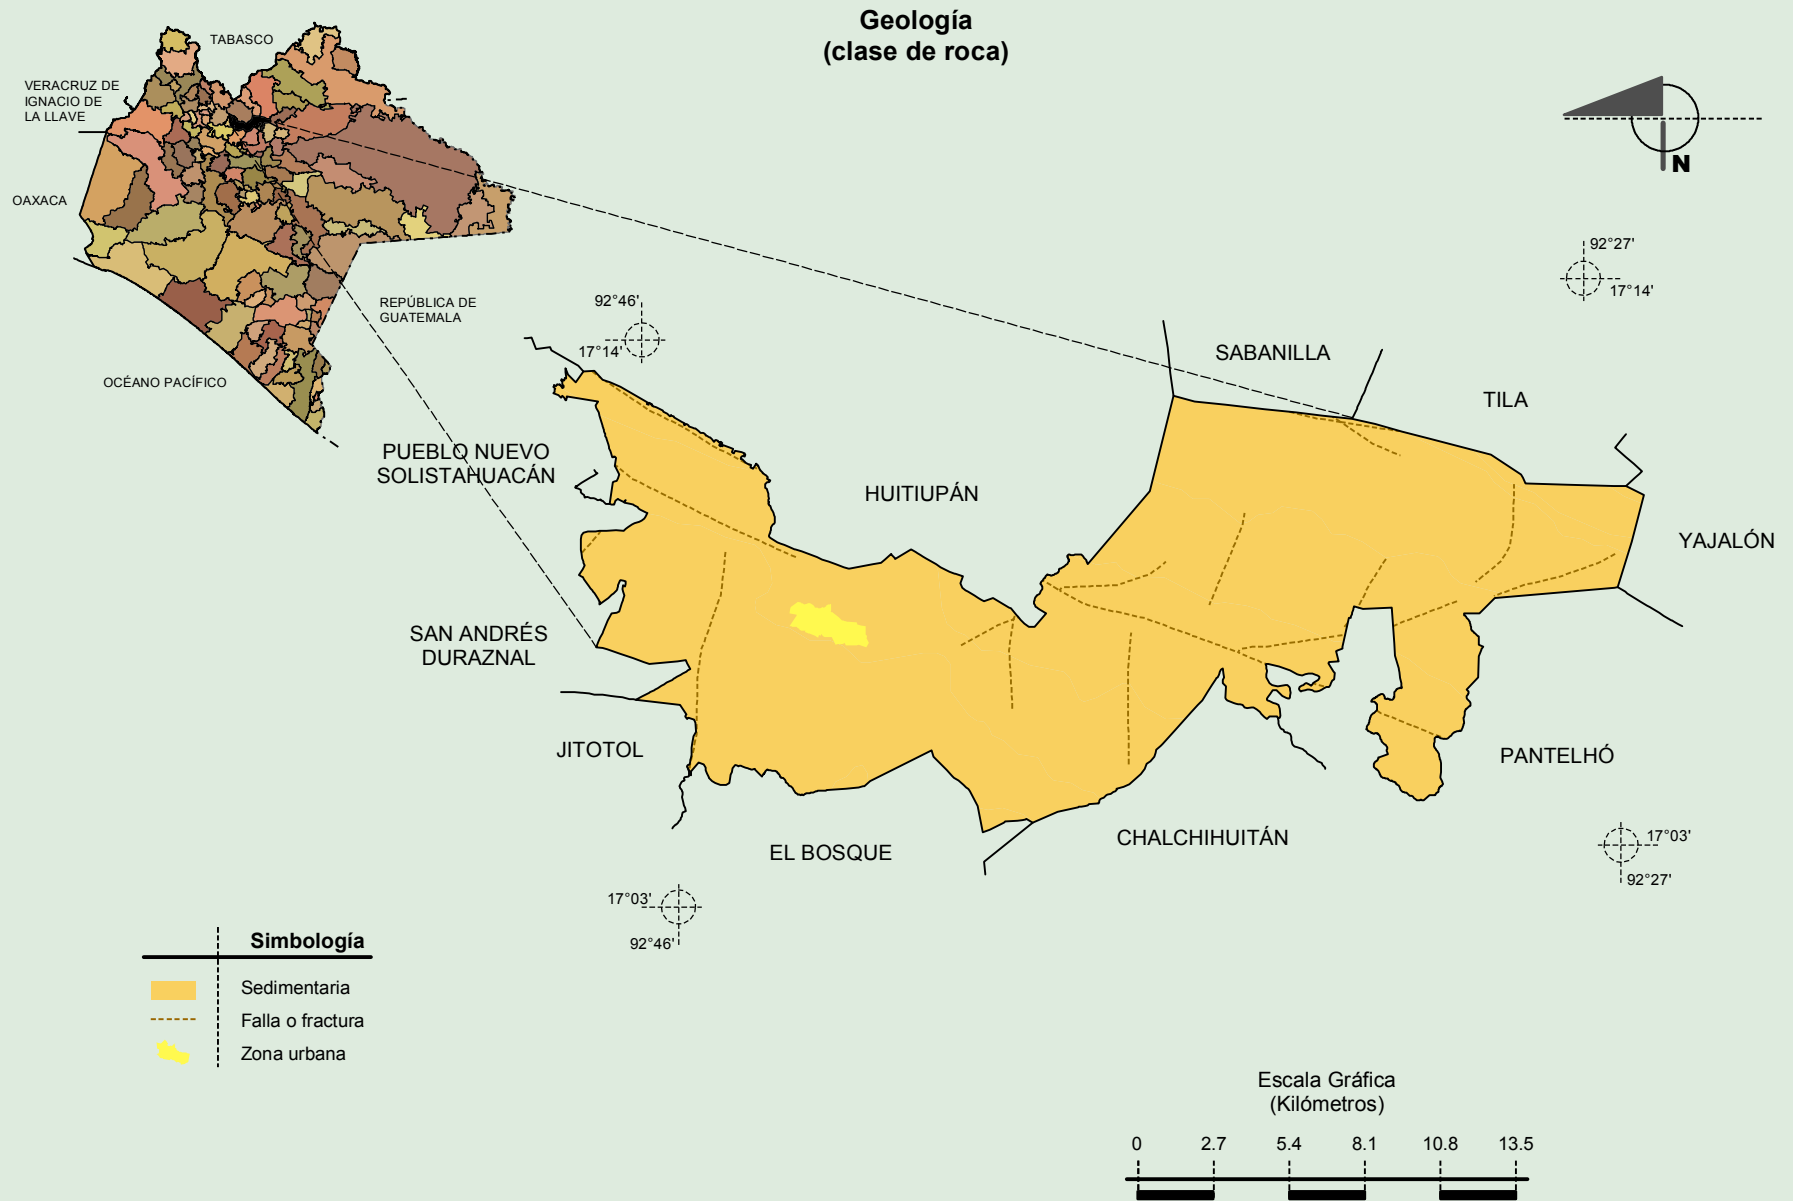 Geología
(clase de roca)
TABASCO
VERACRUZ DE
IGNACIO DE
LA LLAVE
OAXACA
REPÚBLICA DE
GUATEMALA
OCÉANO PACÍFICO
N
92°27'
17°14'
92°46'
17°14'
SABANILLA
TILA
PUEBLO NUEVO
SOLISTAHUACÁN
HUITIUPÁN
YAJALÓN
SAN ANDRÉS
DURAZNAL
JITOTOL
PANTELHÓ
EL BOSQUE
CHALCHIHUITÁN
17°03'
92°27'
17°03'
92°46'
Simbología
Sedimentaria
Falla o fractura
Zona urbana
Escala Gráfica
(Kilómetros)
0 2.7 5.4 8.1 10.8 13.5